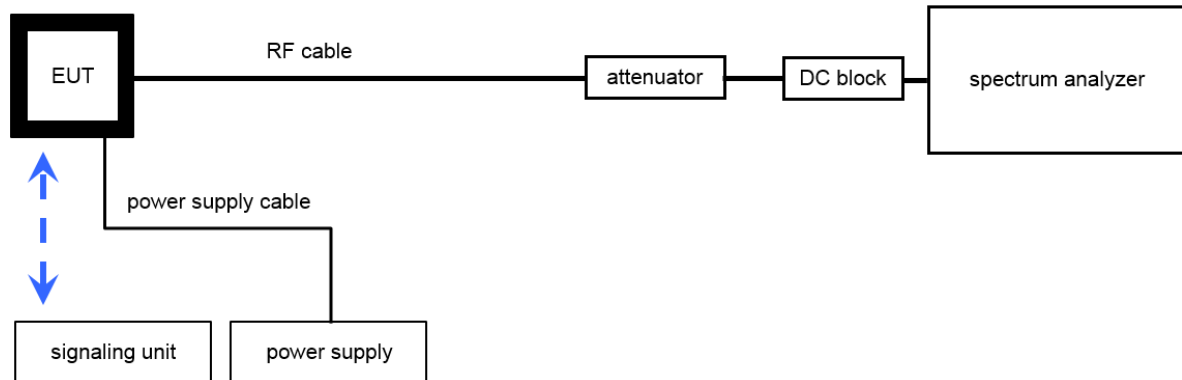 RF cable
EUT
attenuator
DC block
spectrum analyzer
power supply cable
signaling unit
power supply